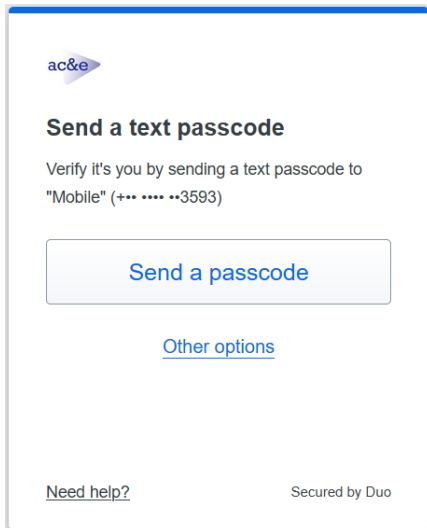 ac&e
Send a text passcode
Verify it's you by sending a text passcode to
"Mobile" (+•• •••• ••3593)
Send a passcode
Other options
Need help?
Secured by Duo